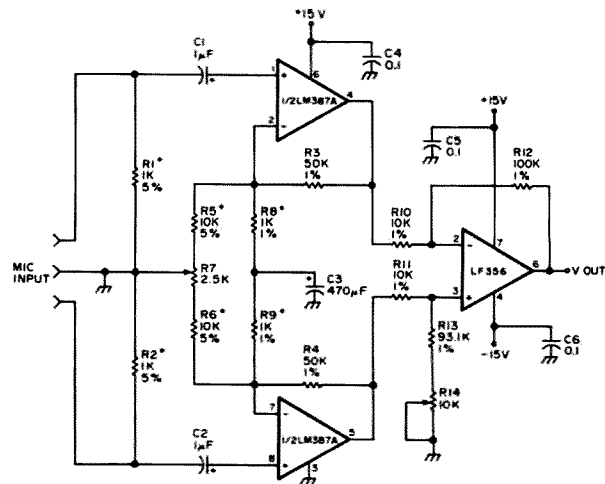 +15V
C1
1µF
C4
0.1
1
+
6
1/2LM387A
4
2
-
+15V
C5
0.1
R12
100K
1%
R1*
1K
5%
R3
50K
1%
R5*
10K
5%
R8*
1K
1%
R10
10K
1%
2
-
7
LF356
6
V OUT
3
+
4
MIC
INPUT
R7
2.5K
C3
470µF
+
R11
10K
1%
R6*
10K
5%
R9*
1K
1%
R13
93.1K
1%
-15V
C6
0.1
R2*
1K
5%
R4
50K
1%
R14
10K
7
-
1/2LM387A
5
C2
1µF
8
+
3